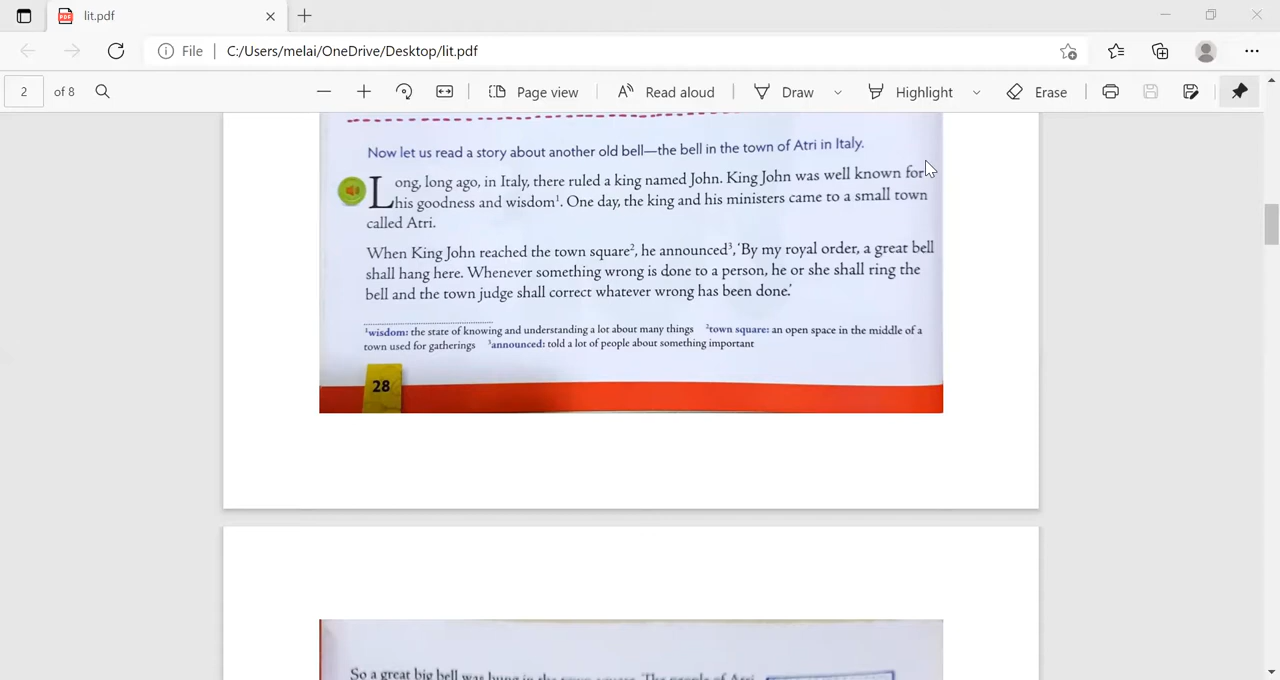 lit.pdf
File
C:/Users/melai/OneDrive/Desktop/lit.pdf
2 of 8
Page view
Read aloud
Draw
Highlight
Erase
Now let us read a story about another old bell—the bell in the town of Atri in Italy.
Long, long ago, in Italy, there ruled a king named John. King John was well known for
his goodness and wisdom¹. One day, the king and his ministers came to a small town
called Atri.
When King John reached the town square², he announced³, ‘By my royal order, a great bell
shall hang here. Whenever something wrong is done to a person, he or she shall ring the
bell and the town judge shall correct whatever wrong has been done.’
¹wisdom: the state of knowing and understanding a lot about many things ²town square: an open space in the middle of a
town used for gatherings ³announced: told a lot of people about something important
28
So a great big bell was hung in the town square. The people of Atri